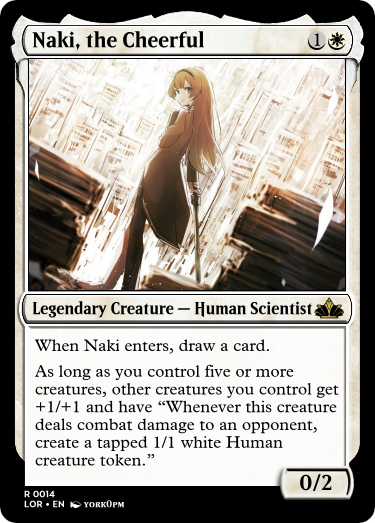 Naki, the Cheerful 1
Legendary Creature — Human Scientist
When Naki enters, draw a card.
As long as you control five or more
creatures, other creatures you control get
+1/+1 and have “Whenever this creature
deals combat damage to an opponent,
create a tapped 1/1 white Human
creature token.”
0/2
R 0014
LOR • EN YORK0PM